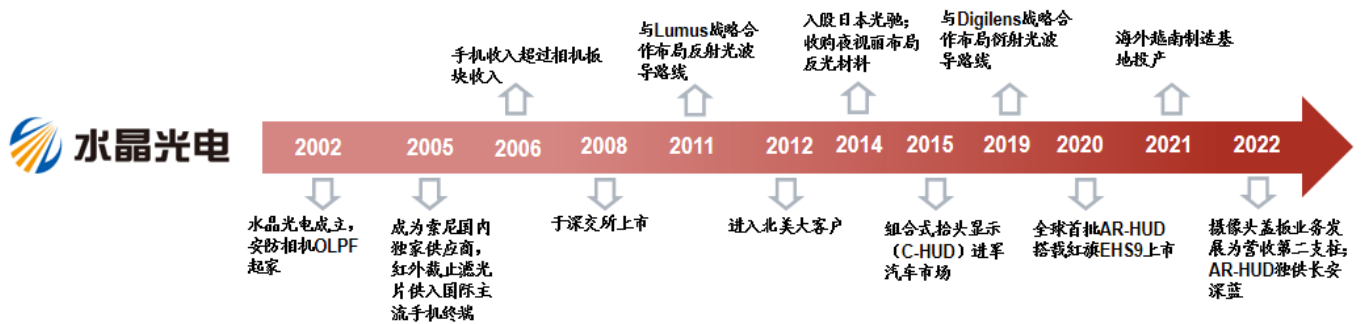 手机收入超过相机板
块收入
与Lumus战略合
作布局反射光波
导路线
入股日本光驰；
收购夜视丽布局
反光材料
与Digilens战略合
作布局衍射光波
导路线
海外越南制造基
地投产
水晶光电
2002
2005
2006
2008
2011
2012
2014
2015
2019
2020
2021
2022
水晶光电成立，
安防相机OLPF
起家
成为索尼国内
独家供应商，
红外截止滤光
片供入国际主
流手机终端
于深交所上市
进入北美大客户
组合式抬头显示
（C-HUD）进军
汽车市场
全球首批AR-HUD
搭载红旗EHS9上市
摄像头盖板业务发
展为营收第二支柱；
AR-HUD独供长安
深蓝